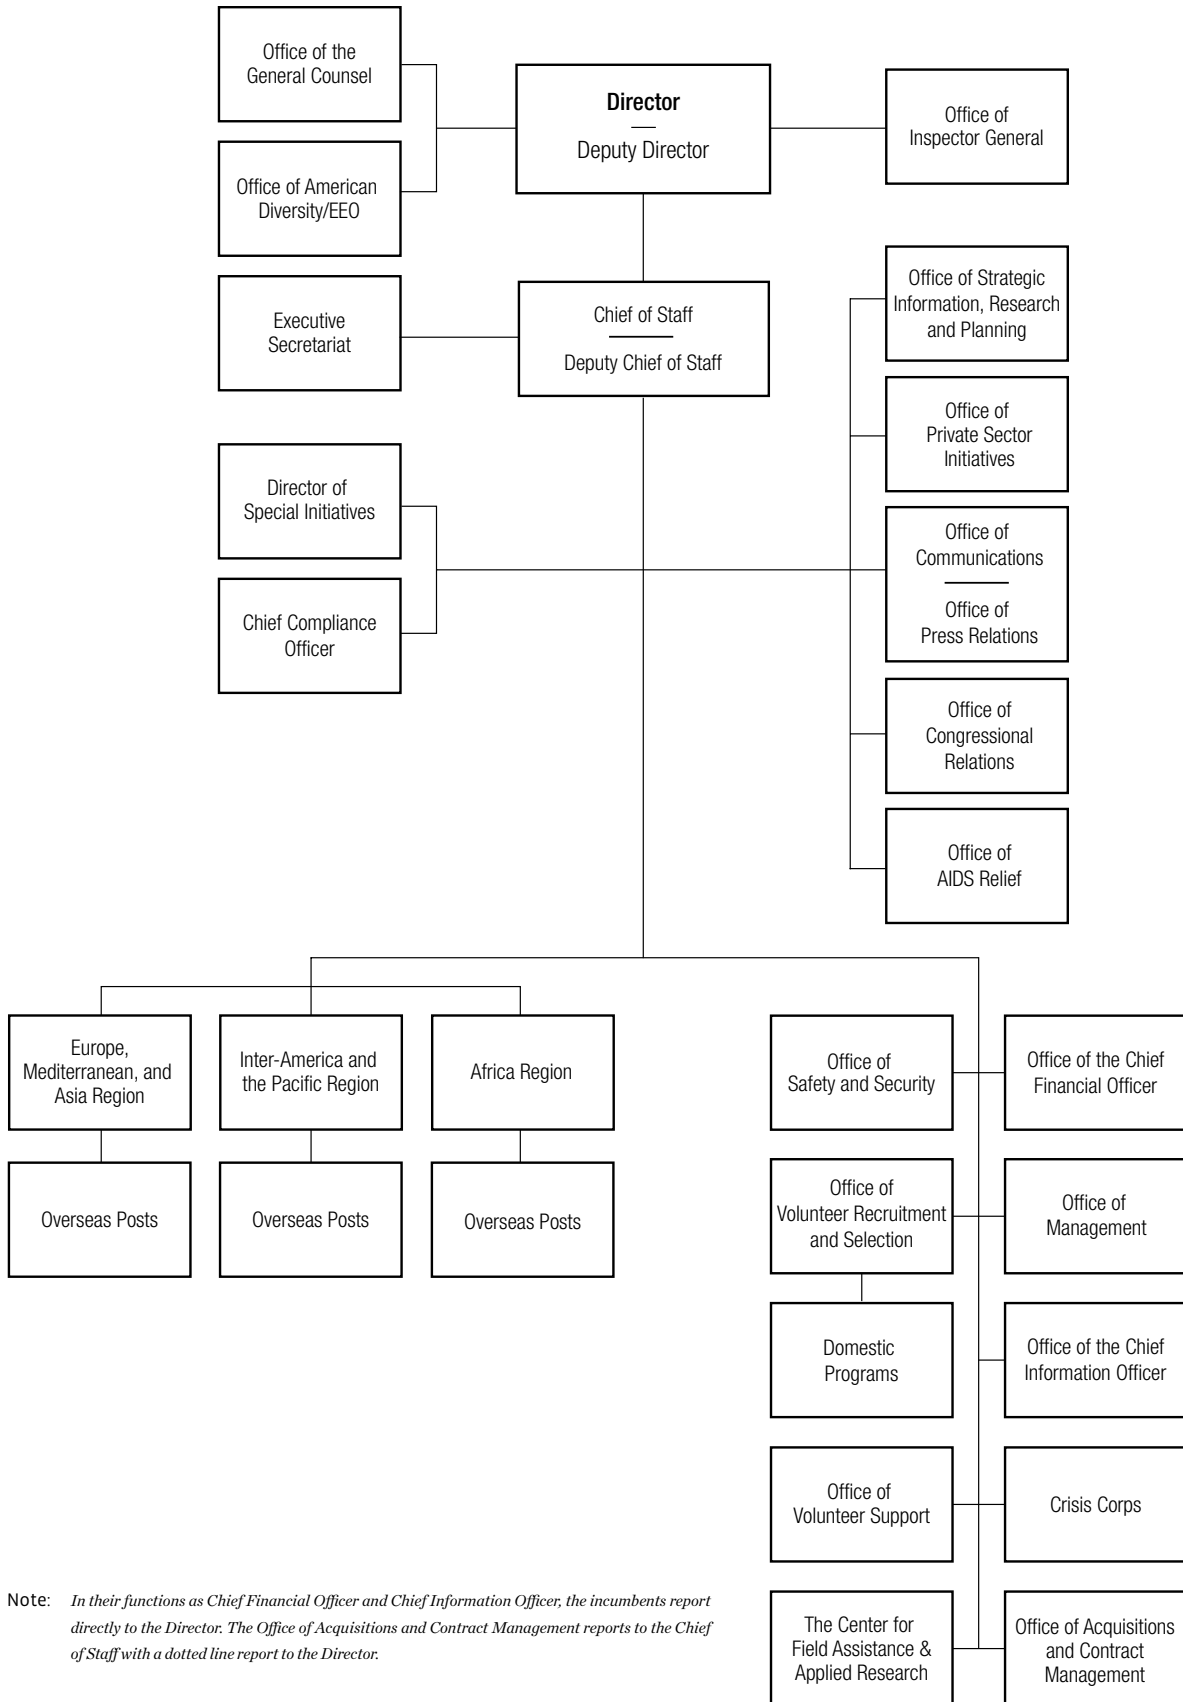 Office of the
General Counsel
Director
Deputy Director
Office of
Inspector General
Office of American
Diversity/EEO
Executive
Secretariat
Chief of Staff
Deputy Chief of Staff
Office of Strategic
Information, Research
and Planning
Office of
Private Sector
Initiatives
Director of
Special Initiatives
Office of
Communications
Office of
Press Relations
Chief Compliance
Officer
Office of
Congressional
Relations
Office of
AIDS Relief
Europe,
Mediterranean, and
Asia Region
Inter-America and
the Pacific Region
Africa Region
Office of
Safety and Security
Office of the Chief
Financial Officer
Overseas Posts
Overseas Posts
Overseas Posts
Office of
Volunteer Recruitment
and Selection
Office of
Management
Domestic
Programs
Office of the Chief
Information Officer
Office of
Volunteer Support
Crisis Corps
The Center for
Field Assistance &
Applied Research
Office of Acquisitions
and Contract
Management
Note: In their functions as Chief Financial Officer and Chief Information Officer, the incumbents report
directly to the Director. The Office of Acquisitions and Contract Management reports to the Chief
of Staff with a dotted line report to the Director.